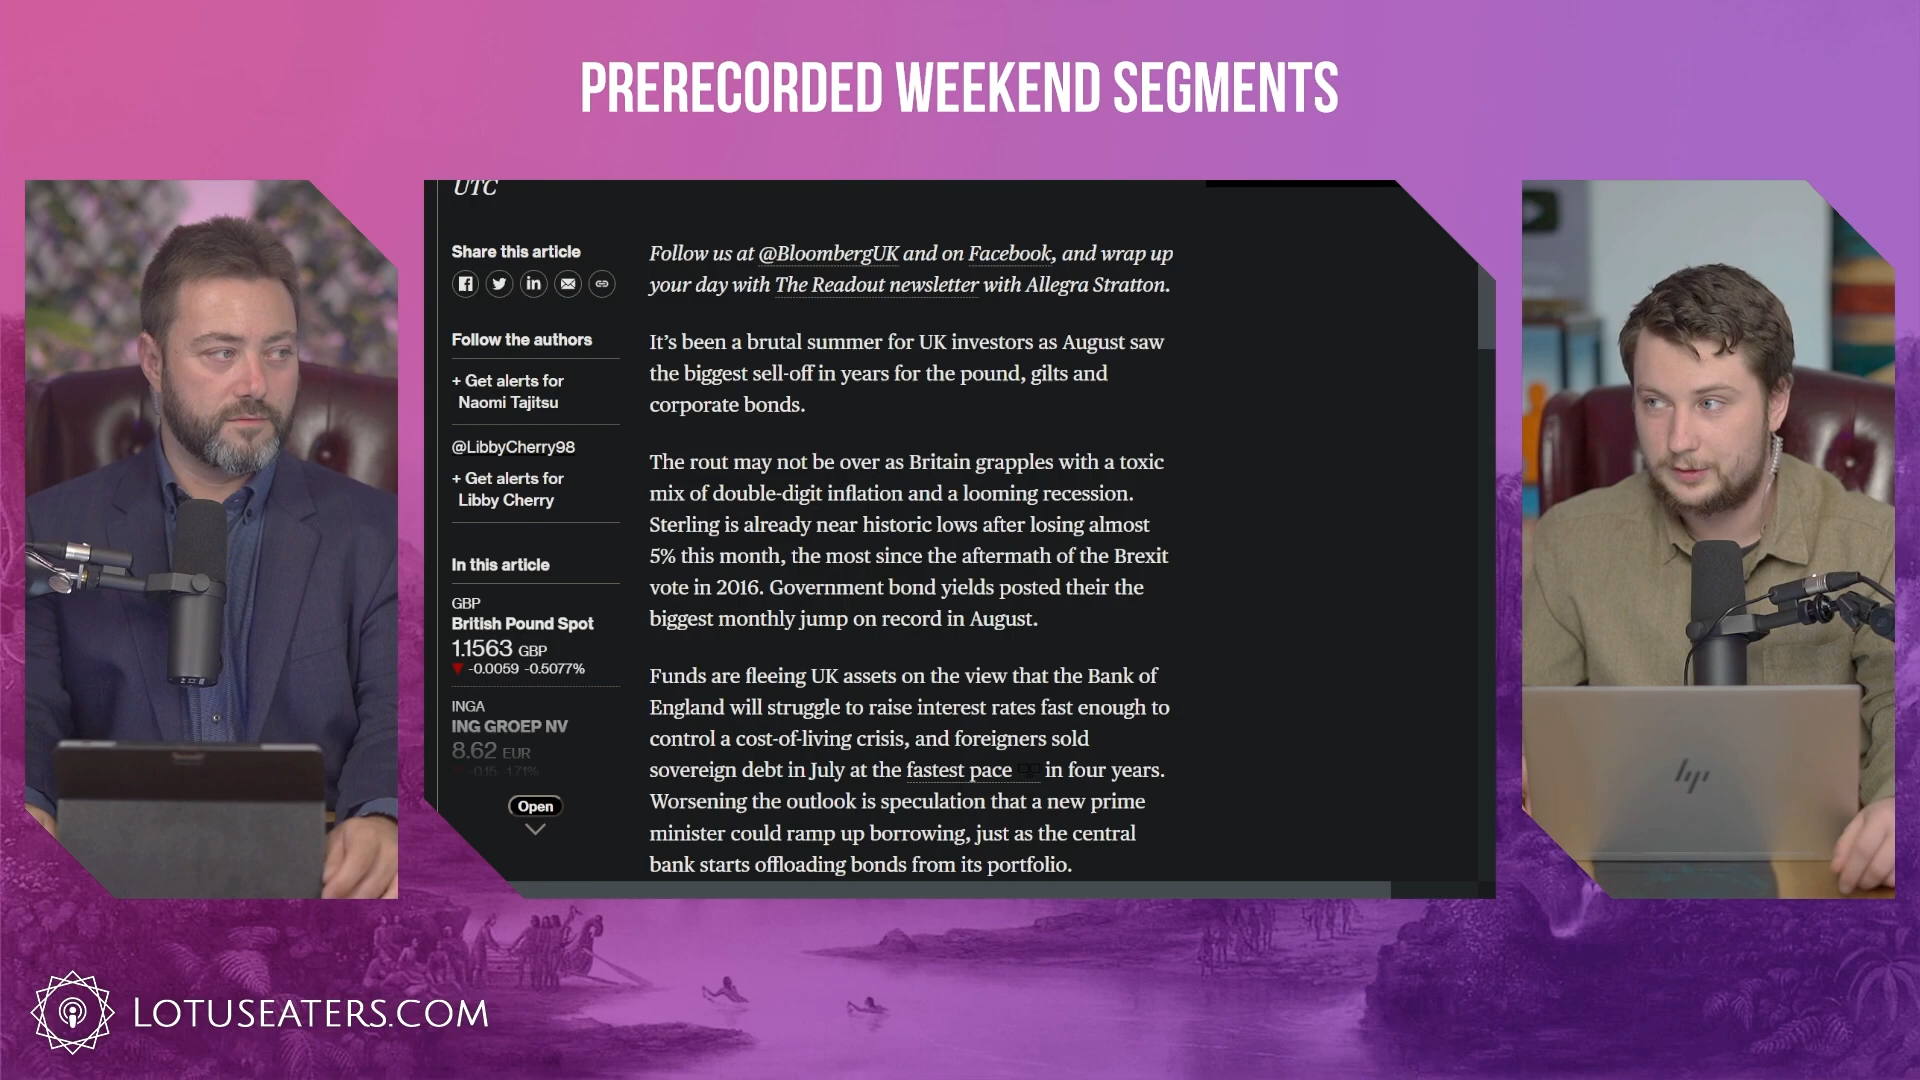 PRERECORDED WEEKEND SEGMENTS
UTC
Share this article
Follow the authors
+ Get alerts for
Naomi Tajitsu
@LibbyCherry98
+ Get alerts for
Libby Cherry
In this article
GBP
British Pound Spot
1.1563 GBP
-0.0059 -0.5077%
INGA
ING GROEP NV
8.62 EUR
-0.15 -1.71%
Open
Follow us at @BloombergUK and on Facebook, and wrap up
your day with The Readout newsletter with Allegra Stratton.
It’s been a brutal summer for UK investors as August saw
the biggest sell-off in years for the pound, gilts and
corporate bonds.
The rout may not be over as Britain grapples with a toxic
mix of double-digit inflation and a looming recession.
Sterling is already near historic lows after losing almost
5% this month, the most since the aftermath of the Brexit
vote in 2016. Government bond yields posted their the
biggest monthly jump on record in August.
Funds are fleeing UK assets on the view that the Bank of
England will struggle to raise interest rates fast enough to
control a cost-of-living crisis, and foreigners sold
sovereign debt in July at the fastest pace in four years.
Worsening the outlook is speculation that a new prime
minister could ramp up borrowing, just as the central
bank starts offloading bonds from its portfolio.
hp
LOTUSEATERS.COM